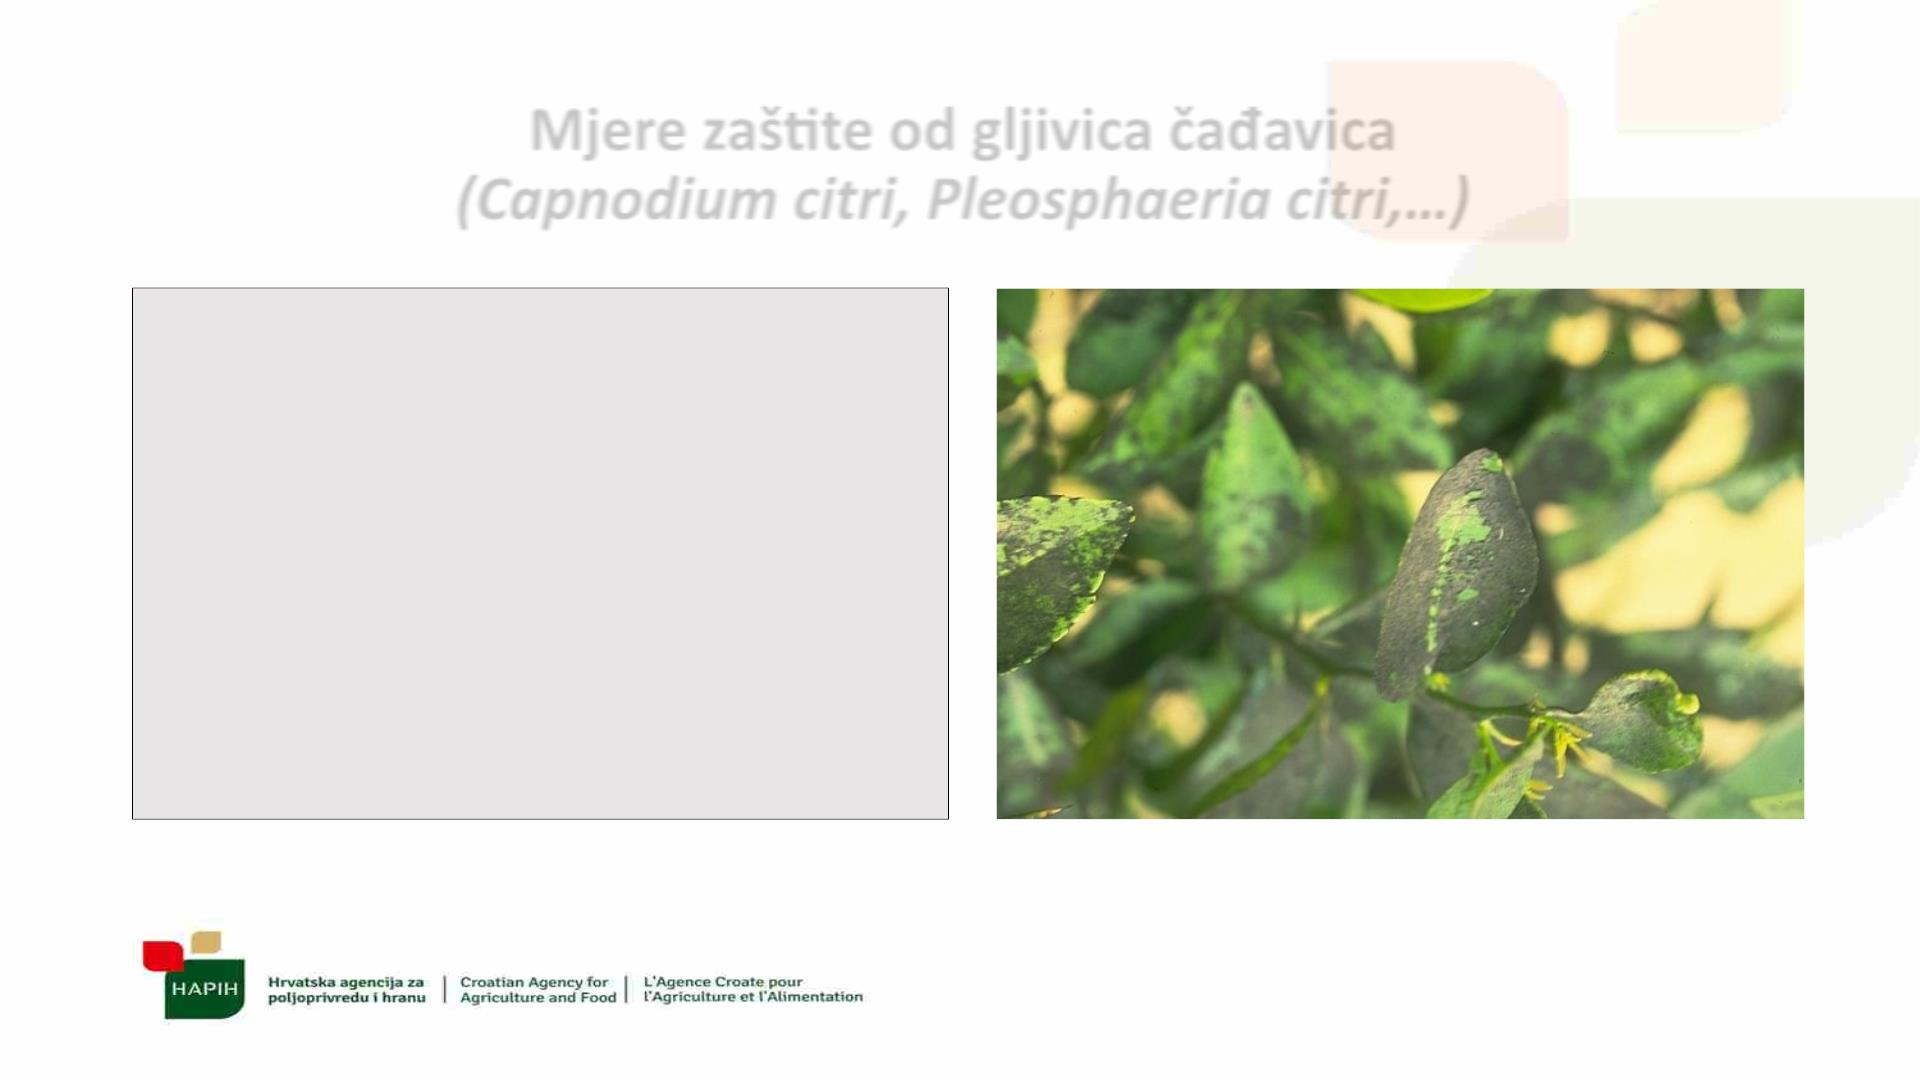 Mjere zaštite od gljivica čađavica
(Capnodium citri, Pleosphaeria citri,...)
HAPIH
Hrvatska agencija za
poljoprivredu i hranu
Croatian Agency for
Agriculture and Food
L'Agence Croate pour
l'Agriculture et l'Alimentation